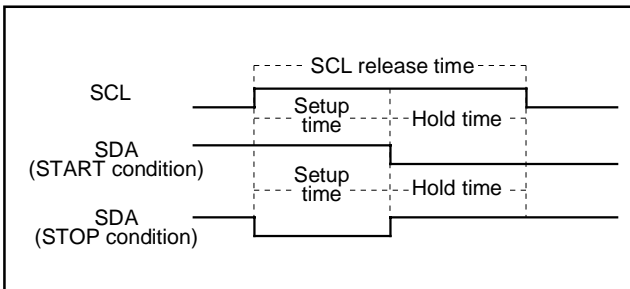 SCL release time
SCL
Setup
time
Hold time
SDA
(START condition)
Setup
time
Hold time
SDA
(STOP condition)